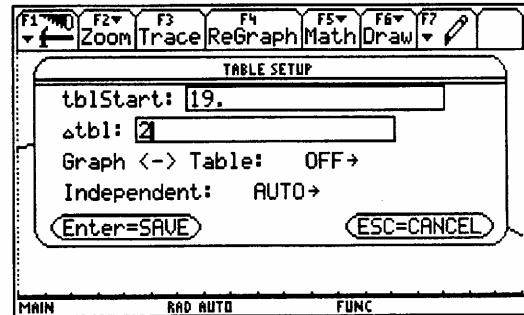 F1 F2 F3 F4 F5 F6 F7
Zoom Trace ReGraph Math Draw
TABLE SETUP
tblStart: 19.
△tbl: 2
Graph <-> Table: OFF→
Independent: AUTO→
Enter=SAVE ESC=CANCEL
MAIN RAD AUTO FUNC